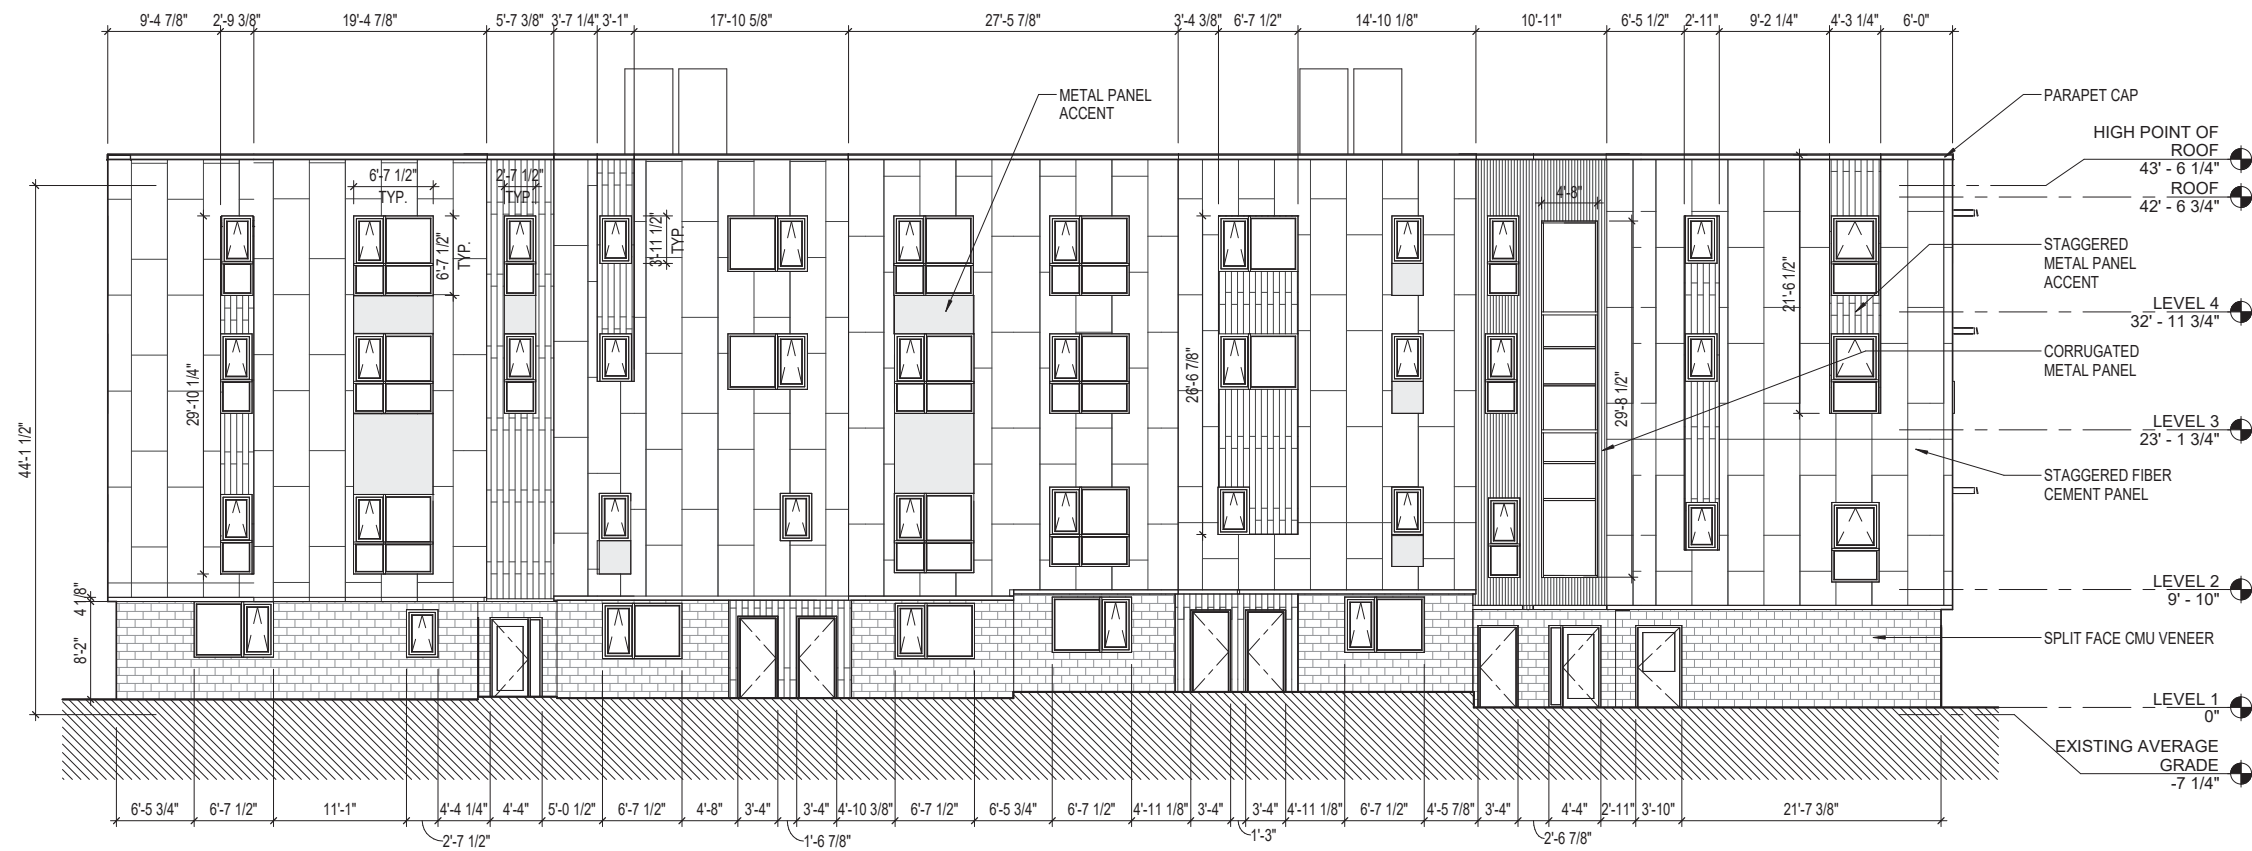 9'-4 7/8"
2'-9 3/8"
19'-4 7/8"
5'-7 3/8"
3'-7 1/4"
3'-1"
17'-10 5/8"
27'-5 7/8"
3'-4 3/8"
6'-7 1/2"
14'-10 1/8"
10'-11"
6'-5 1/2"
2'-11"
9'-2 1/4"
4'-3 1/4"
6'-0"
METAL PANEL
ACCENT
PARAPET CAP
HIGH POINT OF
ROOF
43' - 6 1/4"
ROOF
42' - 6 3/4"
6'-7 1/2"
TYP.
2'-7 1/2"
TYP.
4'-8"
6'-7 1/2"
TYP.
3'-11 1/2"
TYP.
STAGGERED
METAL PANEL
ACCENT
21'-6 1/2"
LEVEL 4
32' - 11 3/4"
CORRUGATED
METAL PANEL
29'-10 1/4"
26'-6 7/8"
29'-8 1/2"
44'-1 1/2"
LEVEL 3
23' - 1 3/4"
STAGGERED FIBER
CEMENT PANEL
4 1/8"
LEVEL 2
9' - 10"
8'-2"
SPLIT FACE CMU VENEER
LEVEL 1
0"
EXISTING AVERAGE
GRADE
-7 1/4"
6'-5 3/4"
6'-7 1/2"
11'-1"
2'-7 1/2"
4'-4 1/4"
4'-4"
5'-0 1/2"
6'-7 1/2"
4'-8"
3'-4"
1'-6 7/8"
3'-4"
4'-10 3/8"
6'-7 1/2"
6'-5 3/4"
6'-7 1/2"
4'-11 1/8"
3'-4"
1'-3"
3'-4"
4'-11 1/8"
6'-7 1/2"
4'-5 7/8"
3'-4"
2'-6 7/8"
4'-4"
2'-11"
3'-10"
21'-7 3/8"